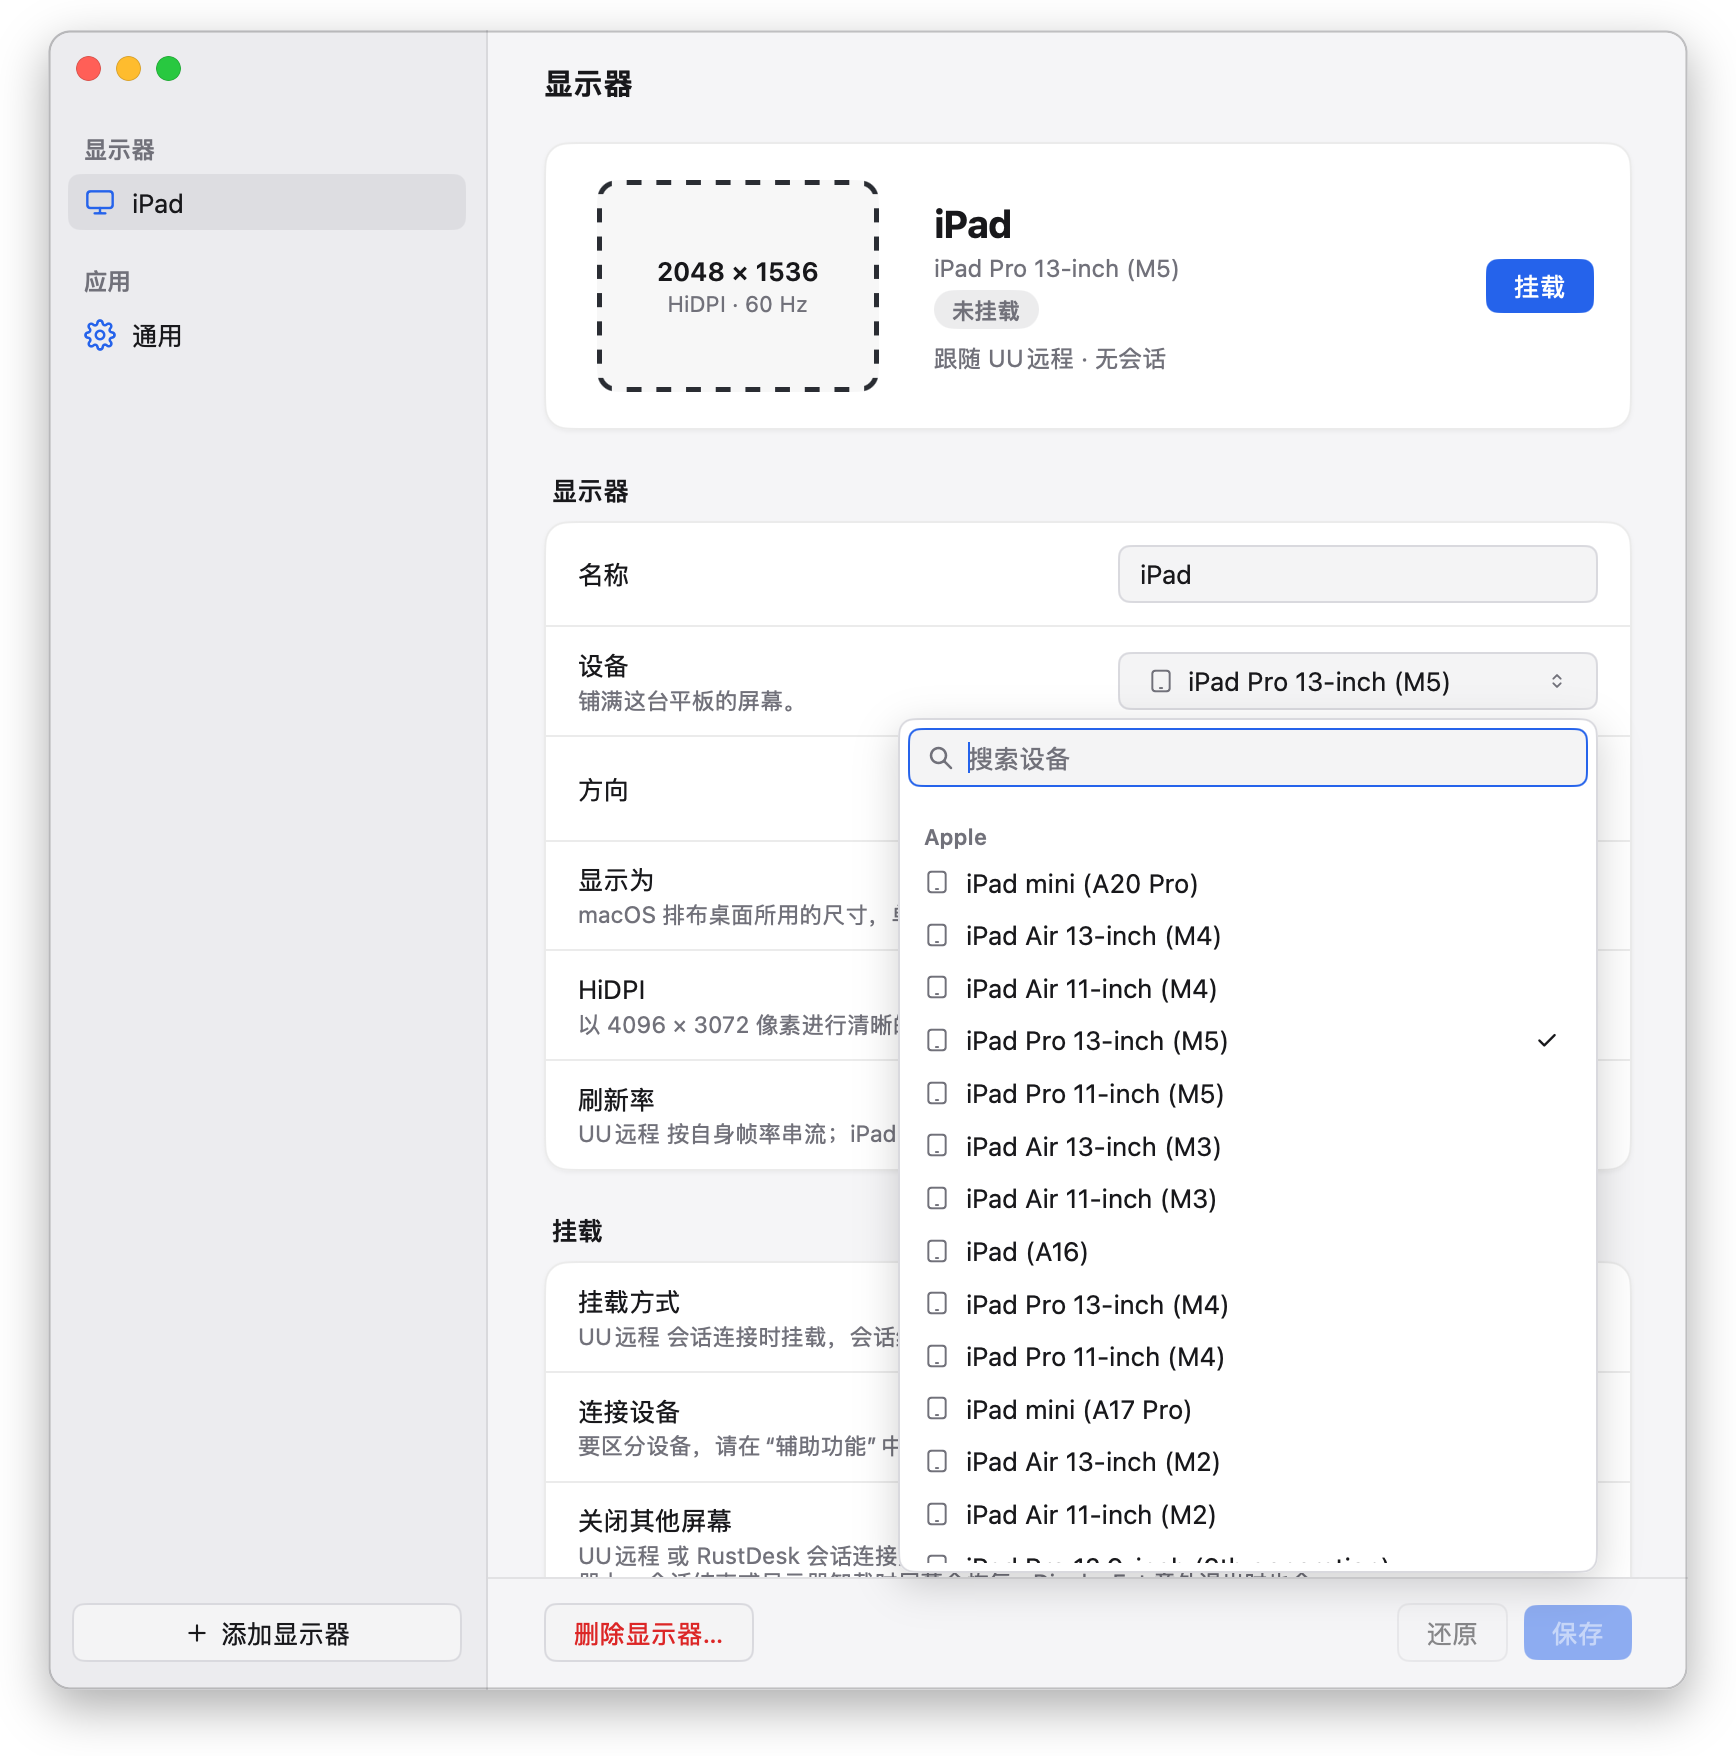 显示器
iPad
应用
通用
添加显示器
显示器
2048 × 1536
HiDPI · 60 Hz
iPad
iPad Pro 13-inch (M5)
未挂载
跟随 UU远程 · 无会话
挂载
显示器
名称
iPad
设备
铺满这台平板的屏幕。
iPad Pro 13-inch (M5)
搜索设备
Apple
iPad mini (A20 Pro)
iPad Air 13-inch (M4)
iPad Air 11-inch (M4)
iPad Pro 13-inch (M5)
iPad Pro 11-inch (M5)
iPad Air 13-inch (M3)
iPad Air 11-inch (M3)
iPad (A16)
iPad Pro 13-inch (M4)
iPad Pro 11-inch (M4)
iPad mini (A17 Pro)
iPad Air 13-inch (M2)
iPad Air 11-inch (M2)
方向
显示为
macOS 排布桌面所用的尺寸，
HiDPI
以 4096 × 3072 像素进行清晰
刷新率
UU远程 按自身帧率串流；iPad
挂载
挂载方式
UU远程 会话连接时挂载，会话
连接设备
要区分设备，请在“辅助功能”中
关闭其他屏幕
UU远程 或 RustDesk 会话连接
删除显示器...
还原
保存